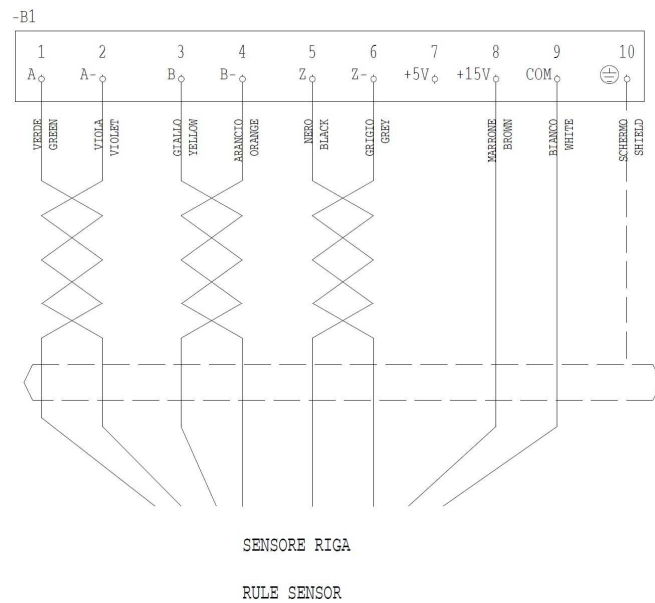 -B1
1 2 3 4 5 6 7 8 9 10
A A- B B- Z Z- +5V +15V COM
VERDE
GREEN
VIOLA
VIOLET
GIALLO
YELLOW
ARANCIO
ORANGE
NERO
BLACK
GRIGIO
GREY
MARRONE
BROWN
BIANCO
WHITE
SCHERMO
SHIELD
SENSORE RIGA
RULE SENSOR